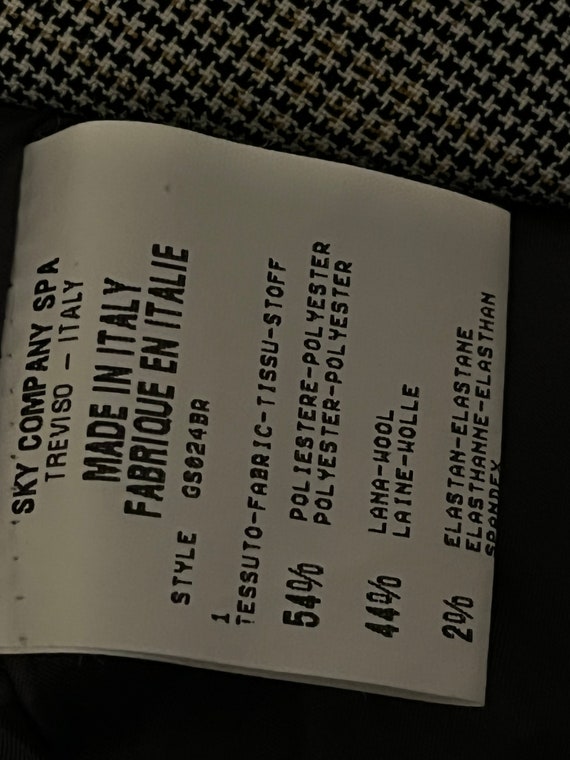 SKY COMPANY SPA
TREVISO - ITALY
MADE IN ITALY
FABRIQUE EN ITALIE
STYLE GS024BR
1
TESSUTO-FABRIC-TISSU-STOFF
54% POLIESTERE-POLYESTER
POLYESTER-POLYESTER
44% LANA-WOOL
LAINE-WOLLE
2% ELASTAN-ELASTANE
ELASTHANNE-ELASTHAN
SPANDEX